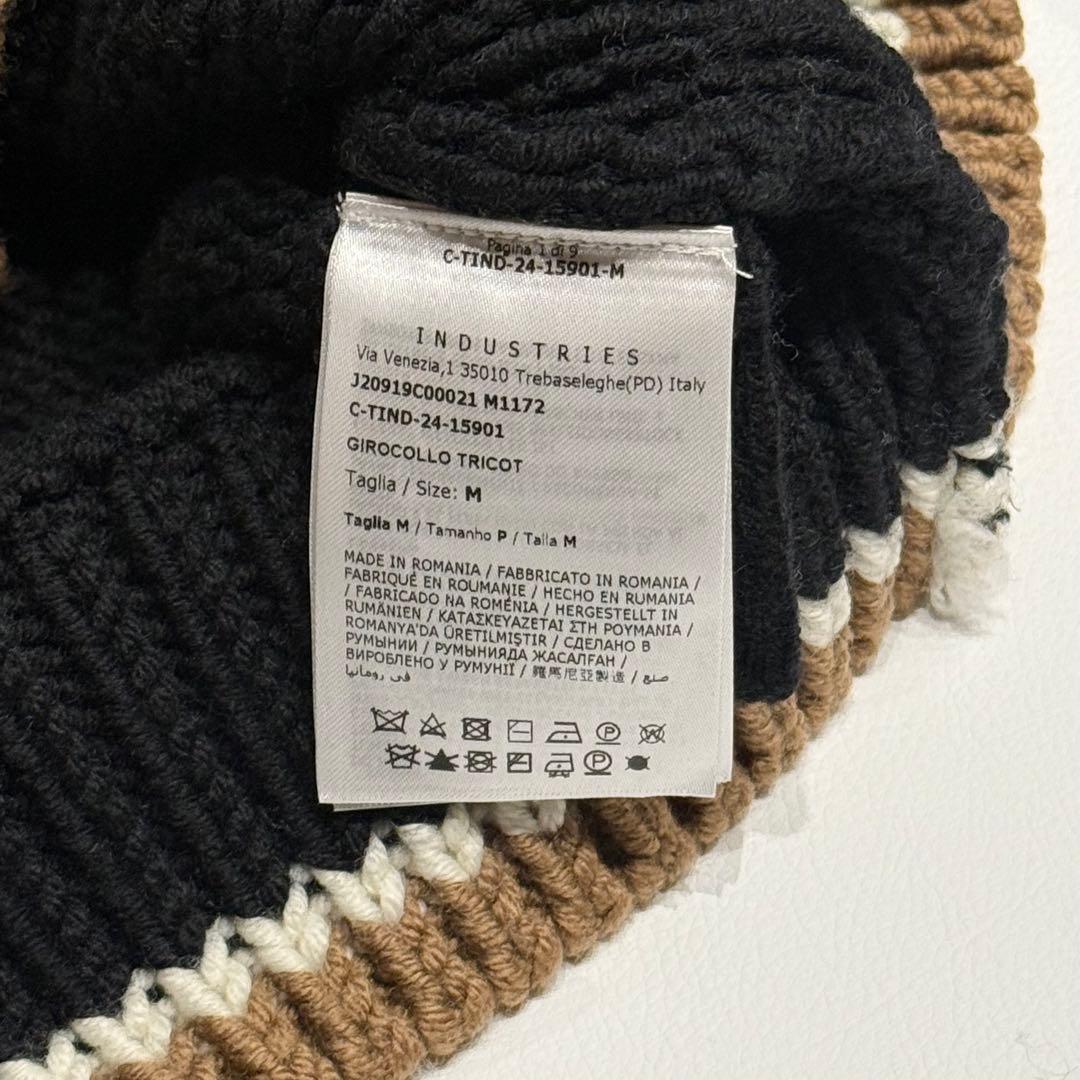 Pagina 1 di 9
C-TIND-24-15901-M
INDUSTRIES
Via Venezia,1 35010 Trebaseleghe(PD) Italy
J20919C00021 M1172
C-TIND-24-15901
GIROCOLLO TRICOT
Taglia / Size: M
Taglia M / Tamanho P / Talla M
MADE IN ROMANIA / FABBRICATO IN ROMANIA /
FABRIQUÉ EN ROUMANIE / HECHO EN RUMANIA
/ FABRICADO NA ROMÉNIA / HERGESTELLT IN
RUMÄNIEN / ΚΑΤΑΣΚΕΥΑΖΕΤΑΙ ΣΤΗ ΡΟΥΜΑΝΙΑ /
ROMANYA'DA ÜRETILMIŞTIR / СДЕЛАНО В
РУМЫНИИ / РУМЫНИЯДА ЖАСАЛҒАН /
ВИРОБЛЕНО У РУМУНІЇ / 羅馬尼亞製造 / صنع
في رومانيا